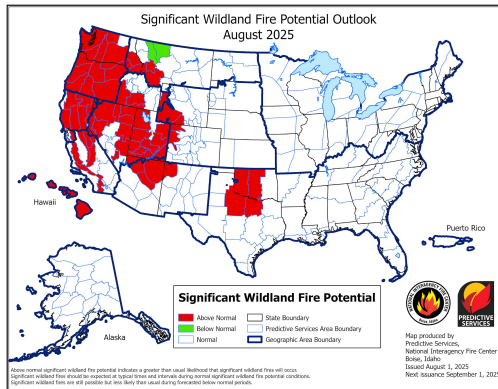 Significant Wildland Fire Potential Outlook
August 2025
Hawaii
Puerto Rico
Alaska
Significant Wildland Fire Potential
Above Normal
Below Normal
Normal
State Boundary
Predictive Services Area Boundary
Geographic Area Boundary
PREDICTIVE
SERVICES
Map produced by
Predictive Services,
National Interagency Fire Center
Boise, Idaho
Issued August 1, 2025
Next issuance September 1, 2025
Above normal significant wildland fire potential indicates a greater than usual likelihood that significant wildland fires will occur.
Significant wildland fires should be expected at typical times and intervals during normal significant wildland fire potential conditions.
Significant wildland fires are still possible but less likely than usual during forecasted below normal periods.